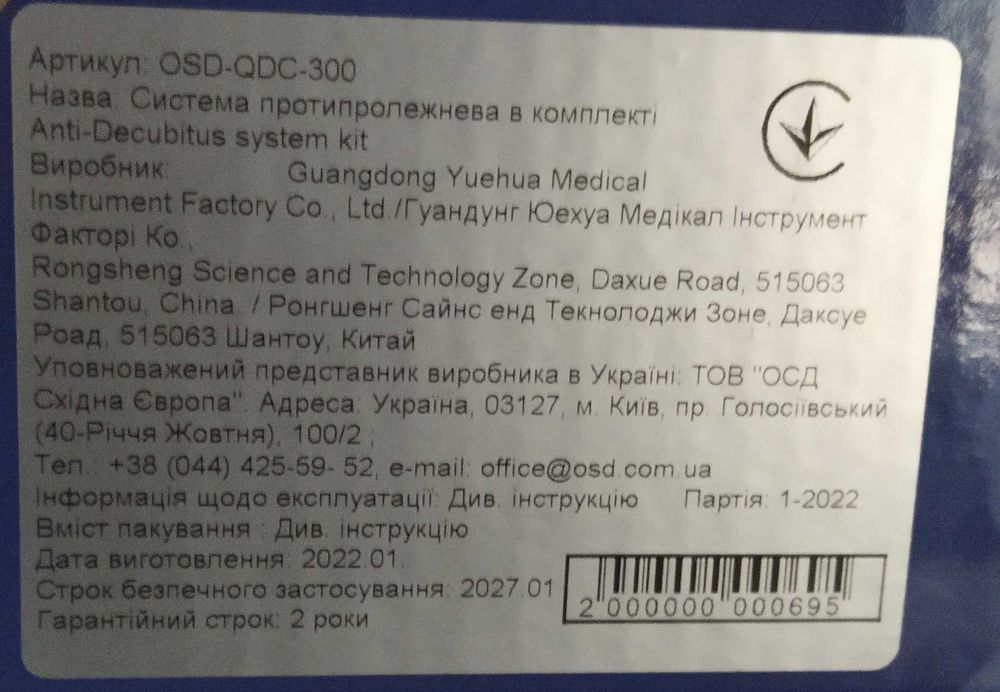 Артикул: OSD-QDC-300
Назва: Система протипролежнева в комплекті
Anti-Decubitus system kit
Виробник: Guangdong Yuehua Medical
Instrument Factory Co., Ltd./Гуандунг Юехуа Медікал Інструмент
Факторі Ко.,
Rongsheng Science and Technology Zone, Daxue Road, 515063
Shantou, China. / Ронгшенг Сайнс енд Текнолоджи Зоне, Даксуе
Роад, 515063 Шантоу, Китай
Уповноважений представник виробника в Україні: ТОВ "ОСД
Східна Європа". Адреса: Україна, 03127, м. Київ, пр. Голосіївський
(40-Річчя Жовтня), 100/2 ;
Тел.: +38 (044) 425-59- 52, e-mail: office@osd.com.ua
Інформація щодо експлуатації: Див. інструкцію Партія: 1-2022
Вміст пакування : Див. інструкцію
Дата виготовлення: 2022.01.
Строк безпечного застосування: 2027.01
Гарантійний строк: 2 роки
2 000000 000695